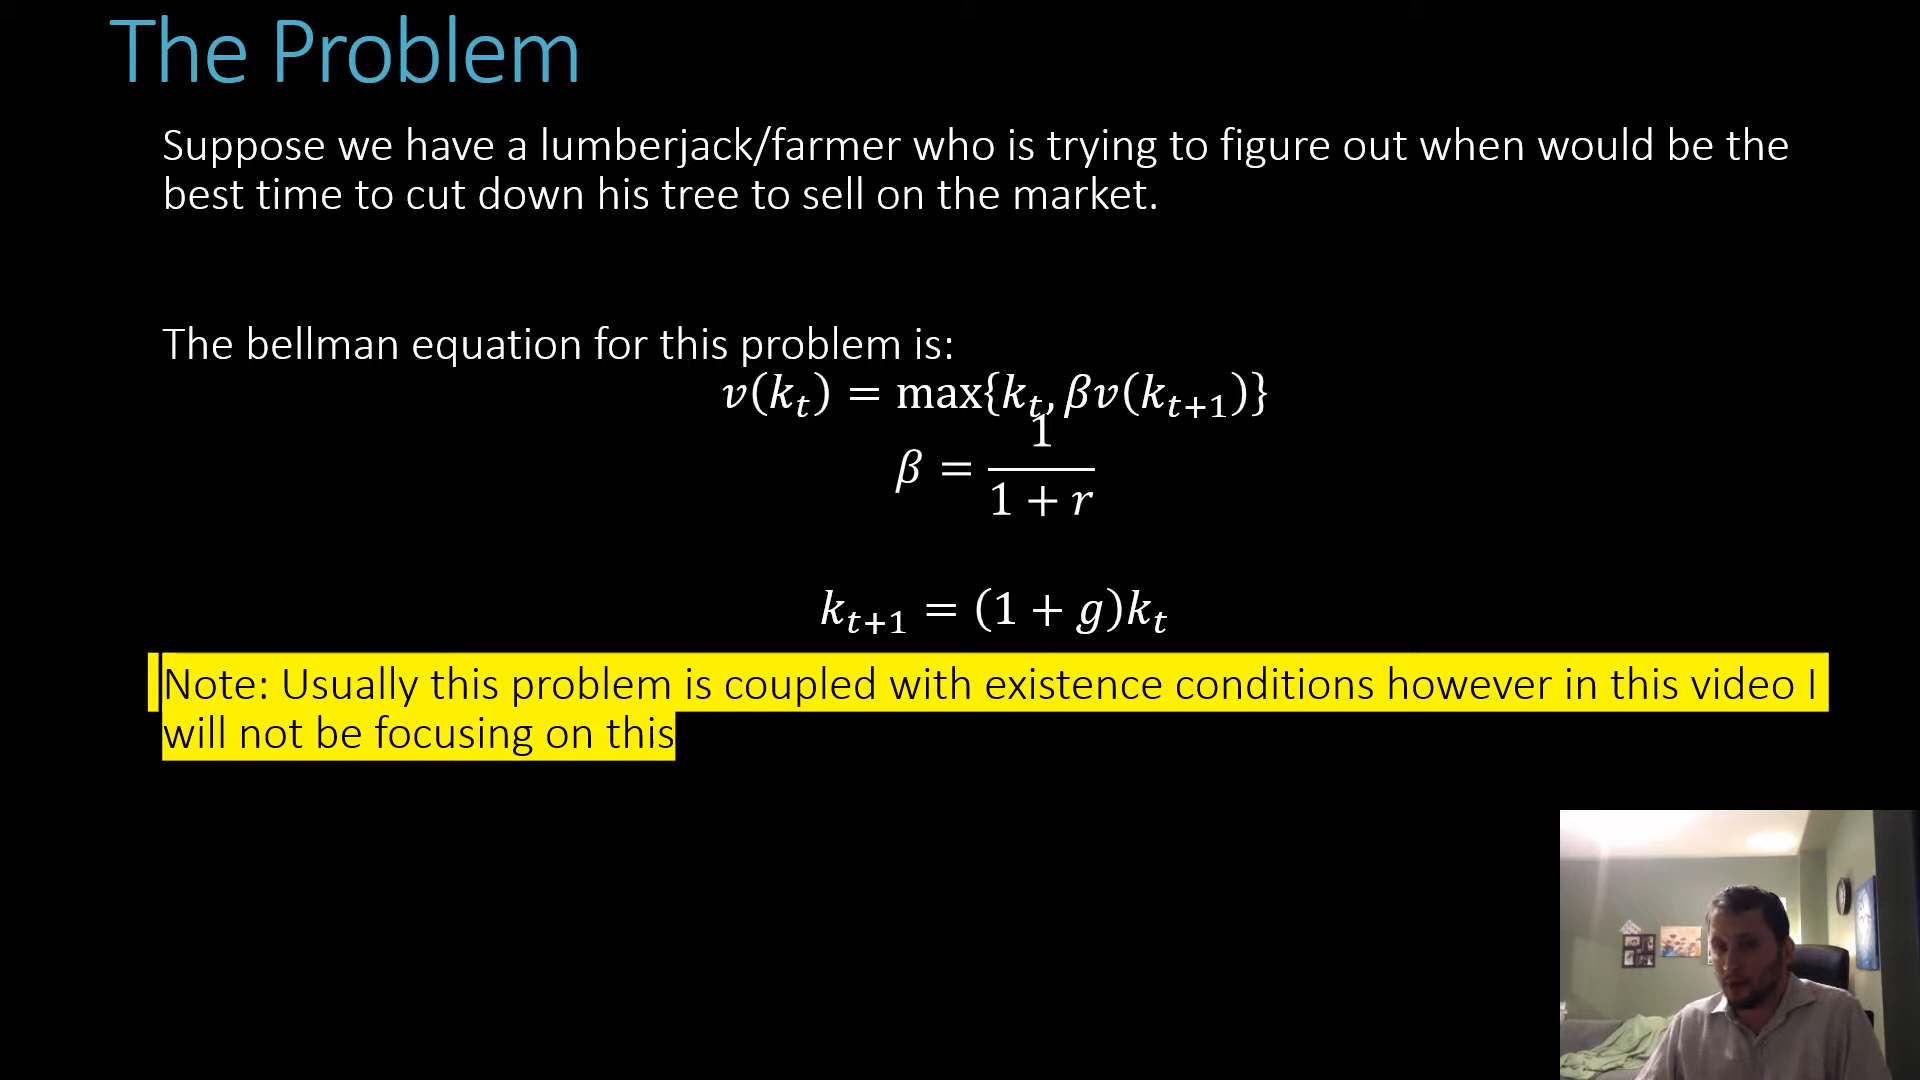 The Problem
Suppose we have a lumberjack/farmer who is trying to figure out when would be the
best time to cut down his tree to sell on the market.
The bellman equation for this problem is:
v(k_t) = max{k_t, βv(k_{t+1})}
β = \frac{1}{1 + r}
k_{t+1} = (1 + g)k_t
Note: Usually this problem is coupled with existence conditions however in this video I
will not be focusing on this